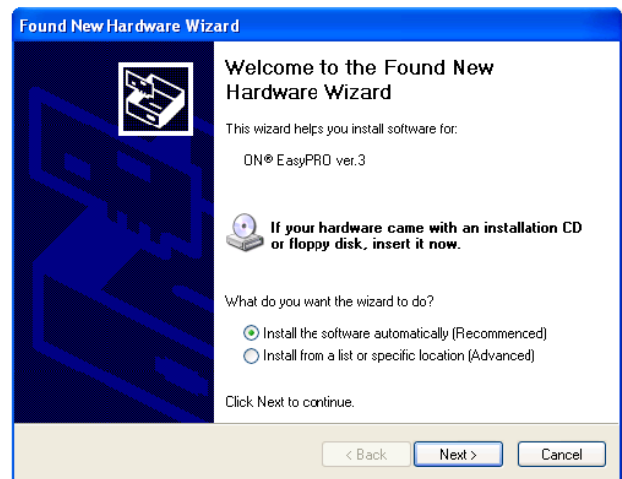 Found New Hardware Wizard
Welcome to the Found New
Hardware Wizard
This wizard helps you install software for:
ON® EasyPRO ver.3
If your hardware came with an installation CD
or floppy disk, insert it now.
What do you want the wizard to do?
Install the software automatically (Recommenced)
Install from a list or specific location (Advanced)
Click Next to continue.
< Back Next > Cancel